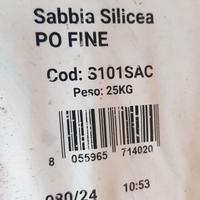 Sabbia Silicea
PO FINE
Cod: S101SAC
Peso: 25KG
8 055965 714020
080/24 10:53